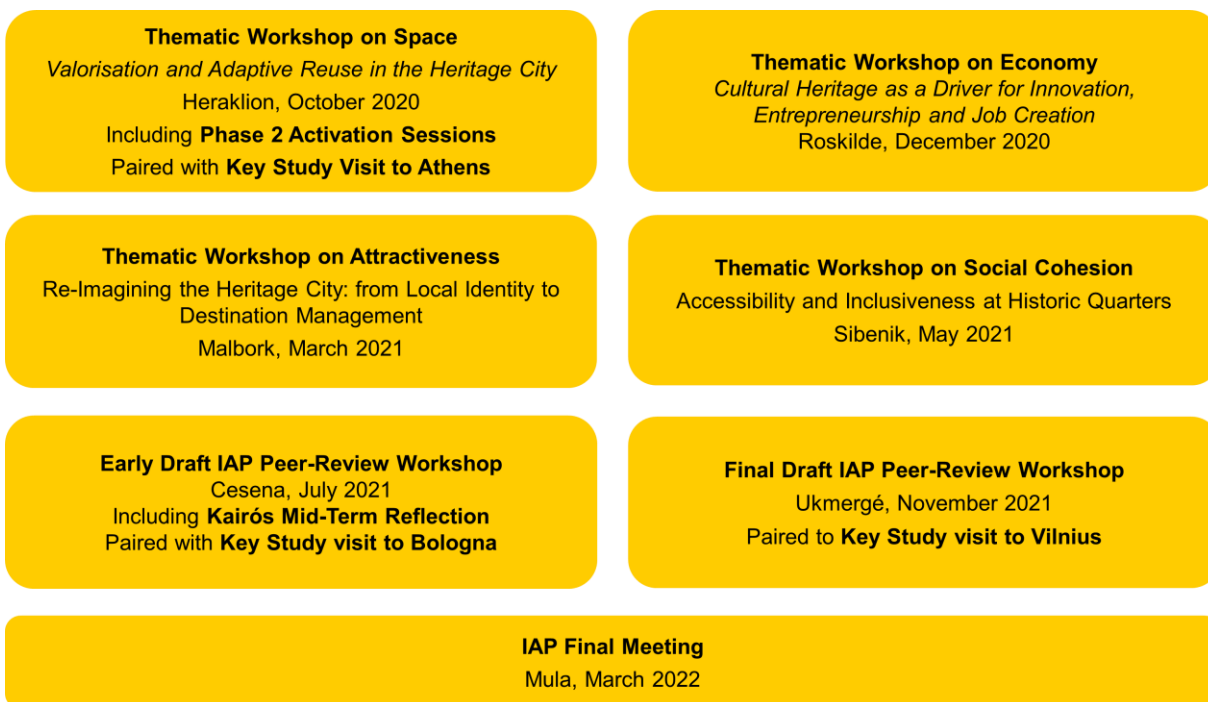 Thematic Workshop on Space
Valorisation and Adaptive Reuse in the Heritage City
Heraklion, October 2020
Including Phase 2 Activation Sessions
Paired with Key Study Visit to Athens
Thematic Workshop on Economy
Cultural Heritage as a Driver for Innovation,
Entrepreneurship and Job Creation
Roskilde, December 2020
Thematic Workshop on Attractiveness
Re-Imagining the Heritage City: from Local Identity to
Destination Management
Malbork, March 2021
Thematic Workshop on Social Cohesion
Accessibility and Inclusiveness at Historic Quarters
Sibenik, May 2021
Early Draft IAP Peer-Review Workshop
Cesena, July 2021
Including Kairós Mid-Term Reflection
Paired with Key Study visit to Bologna
Final Draft IAP Peer-Review Workshop
Ukmergé, November 2021
Paired to Key Study visit to Vilnius
IAP Final Meeting
Mula, March 2022